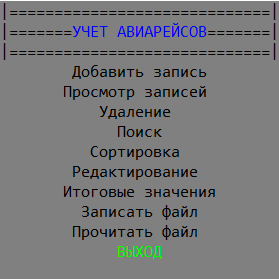 |=============================|
|=======УЧЕТ АВИАРЕЙСОВ=======|
|=============================|
Добавить запись
Просмотр записей
Удаление
Поиск
Сортировка
Редактирование
Итоговые значения
Записать файл
Прочитать файл
ВЫХОД